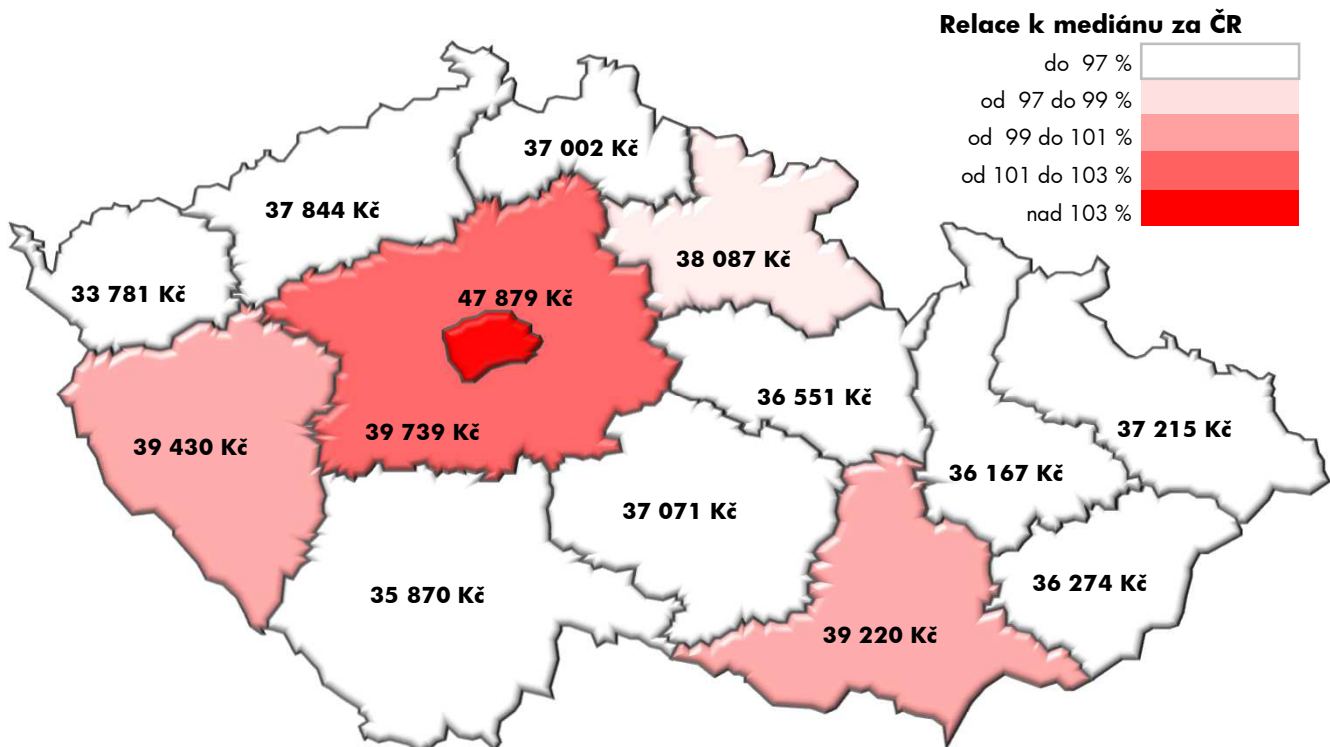 Relace k mediánu za ČR
do 97 %
od 97 do 99 %
od 99 do 101 %
od 101 do 103 %
nad 103 %
37 002 Kč
37 844 Kč
38 087 Kč
33 781 Kč
47 879 Kč
36 551 Kč
39 739 Kč
37 215 Kč
39 430 Kč
36 167 Kč
37 071 Kč
36 274 Kč
35 870 Kč
39 220 Kč